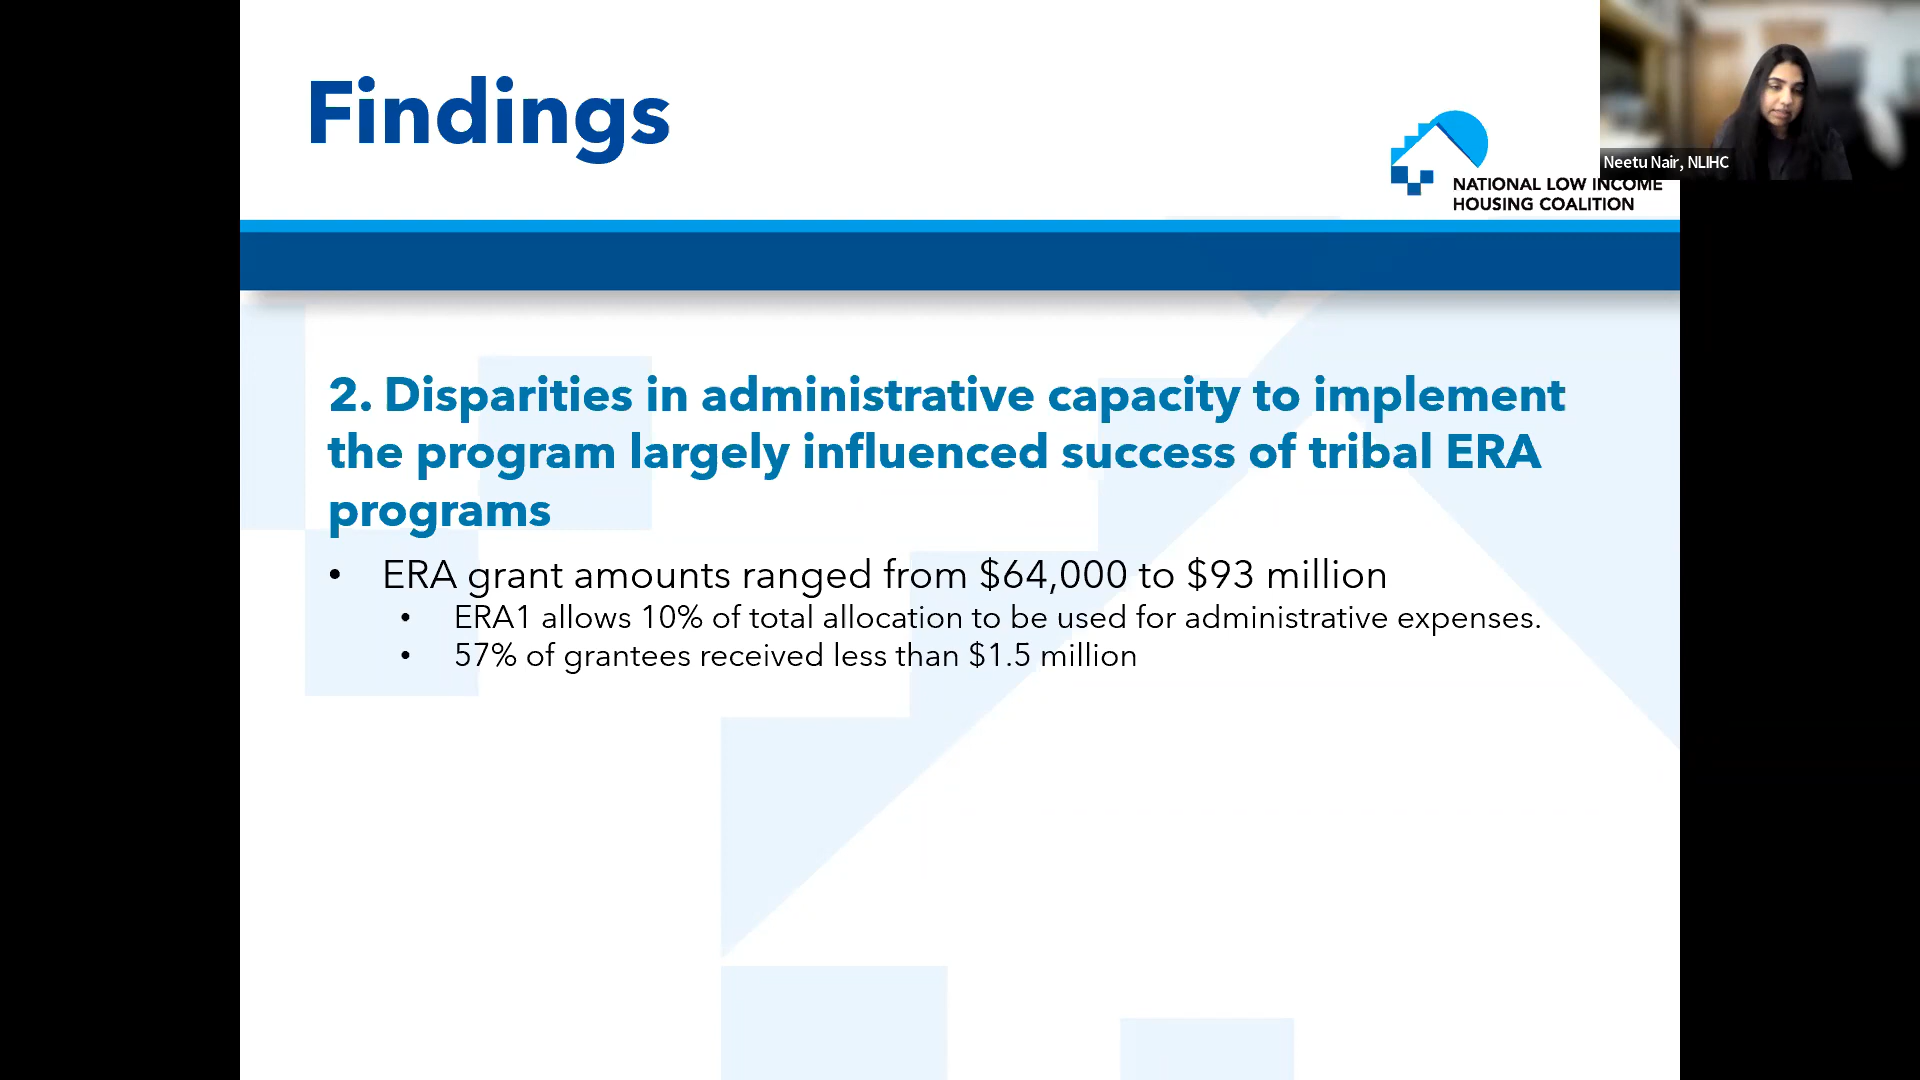 Findings
NATIONAL LOW INCOME
HOUSING COALITION
Neetu Nair, NLIHC
2. Disparities in administrative capacity to implement
the program largely influenced success of tribal ERA
programs
• ERA grant amounts ranged from $64,000 to $93 million
• ERA1 allows 10% of total allocation to be used for administrative expenses.
• 57% of grantees received less than $1.5 million